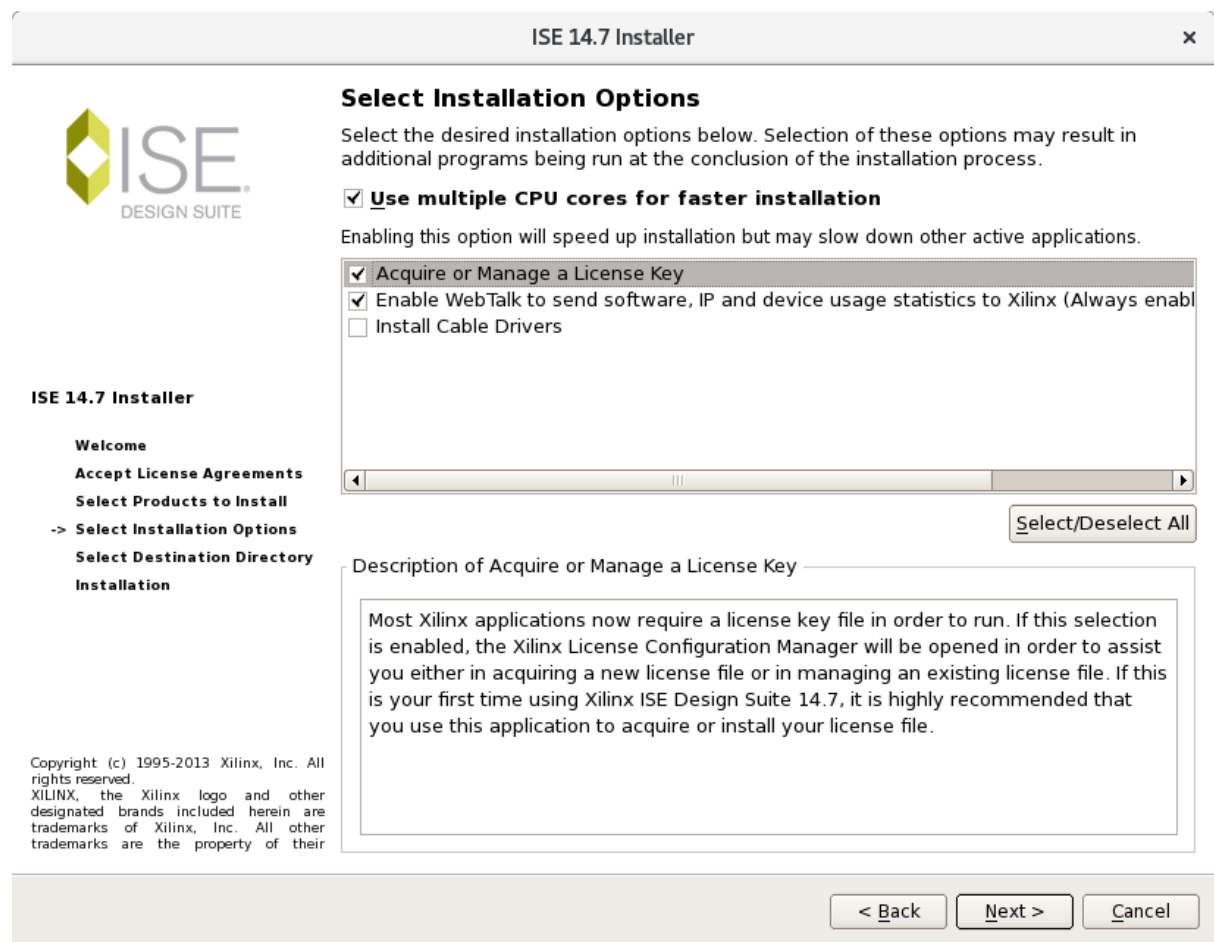 ISE 14.7 Installer
×
ISE
DESIGN SUITE
ISE 14.7 Installer
Welcome
Accept License Agreements
Select Products to Install
-> Select Installation Options
Select Destination Directory
Installation
Copyright (c) 1995-2013 Xilinx, Inc. All
rights reserved.
XILINX, the Xilinx logo and other
designated brands included herein are
trademarks of Xilinx, Inc. All other
trademarks are the property of their
Select Installation Options
Select the desired installation options below. Selection of these options may result in
additional programs being run at the conclusion of the installation process.
Use multiple CPU cores for faster installation
Enabling this option will speed up installation but may slow down other active applications.
Acquire or Manage a License Key
Enable WebTalk to send software, IP and device usage statistics to Xilinx (Always enabl
Install Cable Drivers
Select/Deselect All
Description of Acquire or Manage a License Key
Most Xilinx applications now require a license key file in order to run. If this selection
is enabled, the Xilinx License Configuration Manager will be opened in order to assist
you either in acquiring a new license file or in managing an existing license file. If this
is your first time using Xilinx ISE Design Suite 14.7, it is highly recommended that
you use this application to acquire or install your license file.
< Back
Next >
Cancel